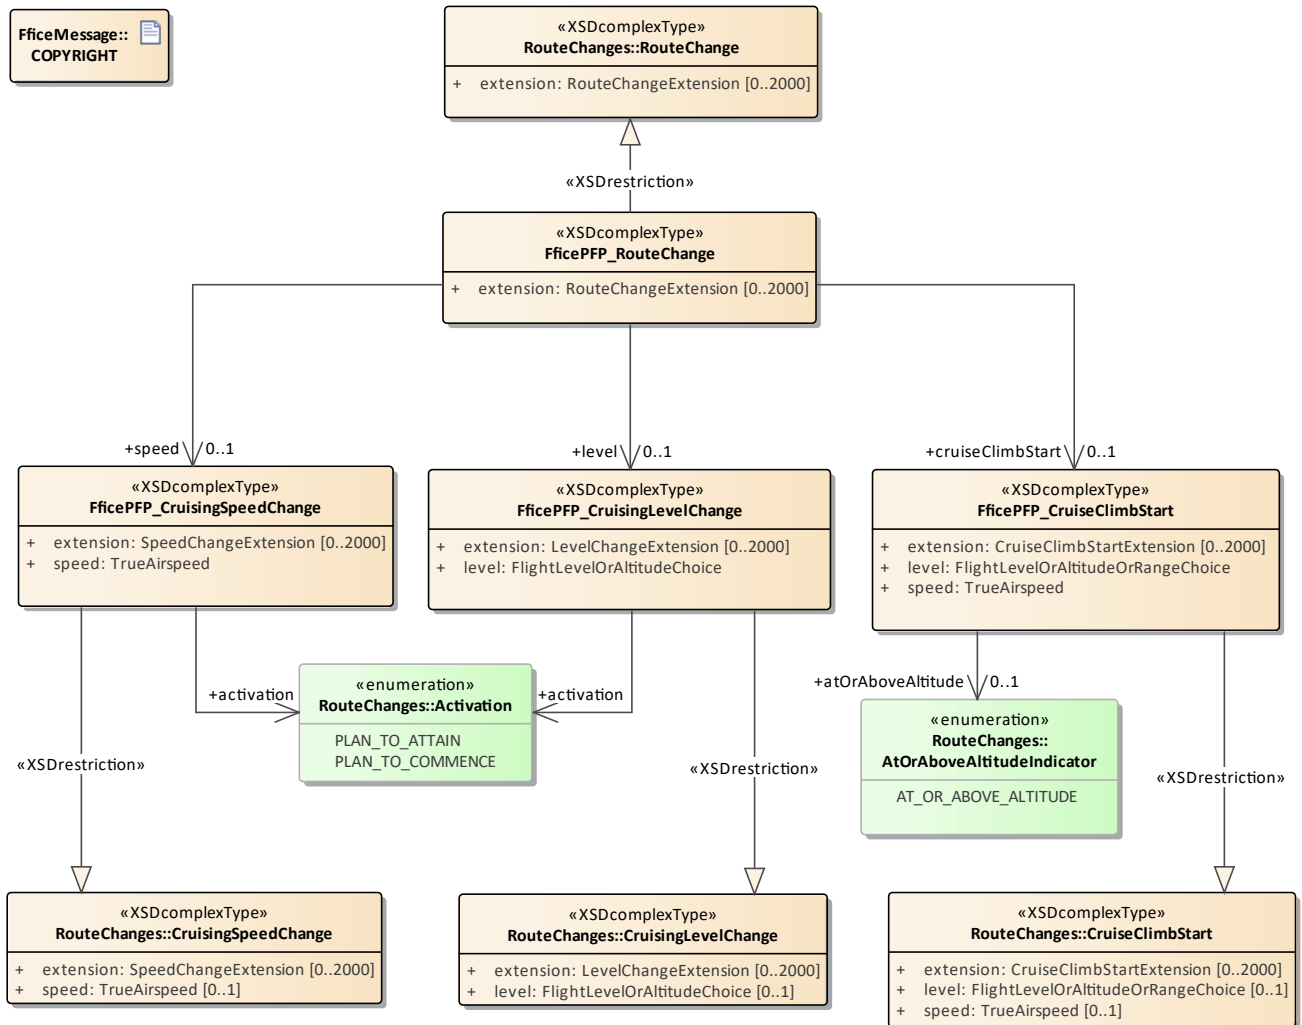 FficeMessage::
COPYRIGHT
«XSDcomplexType»
RouteChanges::RouteChange
+ extension: RouteChangeExtension [0..2000]
«XSDrestriction»
«XSDcomplexType»
FficePFP_RouteChange
+ extension: RouteChangeExtension [0..2000]
+speed 0..1
+level 0..1
+cruiseClimbStart 0..1
«XSDcomplexType»
FficePFP_CruisingSpeedChange
+ extension: SpeedChangeExtension [0..2000]
+ speed: TrueAirspeed
«XSDcomplexType»
FficePFP_CruisingLevelChange
+ extension: LevelChangeExtension [0..2000]
+ level: FlightLevelOrAltitudeChoice
«XSDcomplexType»
FficePFP_CruiseClimbStart
+ extension: CruiseClimbStartExtension [0..2000]
+ level: FlightLevelOrAltitudeOrRangeChoice
+ speed: TrueAirspeed
+activation
«enumeration»
RouteChanges::Activation
PLAN_TO_ATTAIN
PLAN_TO_COMMENCE
+activation
+atOrAboveAltitude 0..1
«enumeration»
RouteChanges::
AtOrAboveAltitudeIndicator
AT_OR_ABOVE_ALTITUDE
«XSDrestriction»
«XSDrestriction»
«XSDrestriction»
«XSDcomplexType»
RouteChanges::CruisingSpeedChange
+ extension: SpeedChangeExtension [0..2000]
+ speed: TrueAirspeed [0..1]
«XSDcomplexType»
RouteChanges::CruisingLevelChange
+ extension: LevelChangeExtension [0..2000]
+ level: FlightLevelOrAltitudeChoice [0..1]
«XSDcomplexType»
RouteChanges::CruiseClimbStart
+ extension: CruiseClimbStartExtension [0..2000]
+ level: FlightLevelOrAltitudeOrRangeChoice [0..1]
+ speed: TrueAirspeed [0..1]